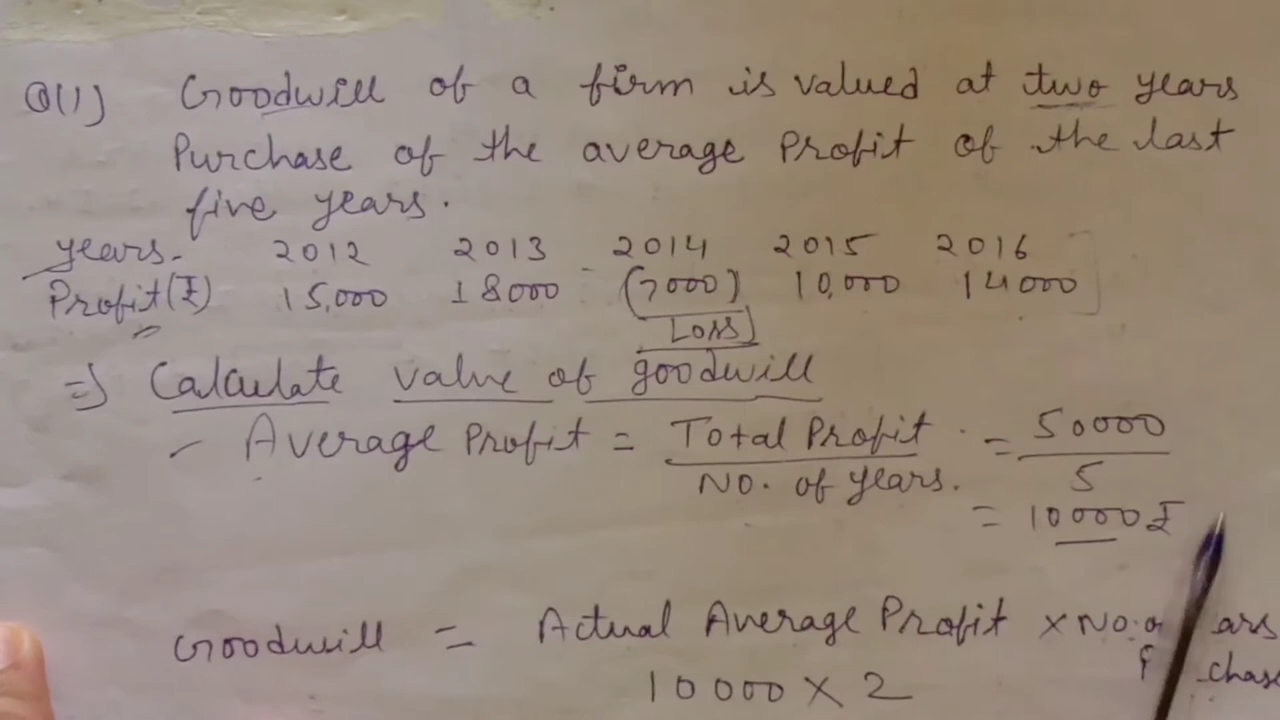 Q(1) Goodwill of a firm is valued at two years
Purchase of the average Profit of the last
five years.
years. 2012 2013 2014 2015 2016
Profit(₹) 15,000 18000 (7000) 10,000 14000
Loss
⇒ Calculate value of goodwill
- Average Profit = Total Profit / No. of years. = 50000 / 5
= 10000₹
Goodwill = Actual Average Profit × No. o
10000 × 2